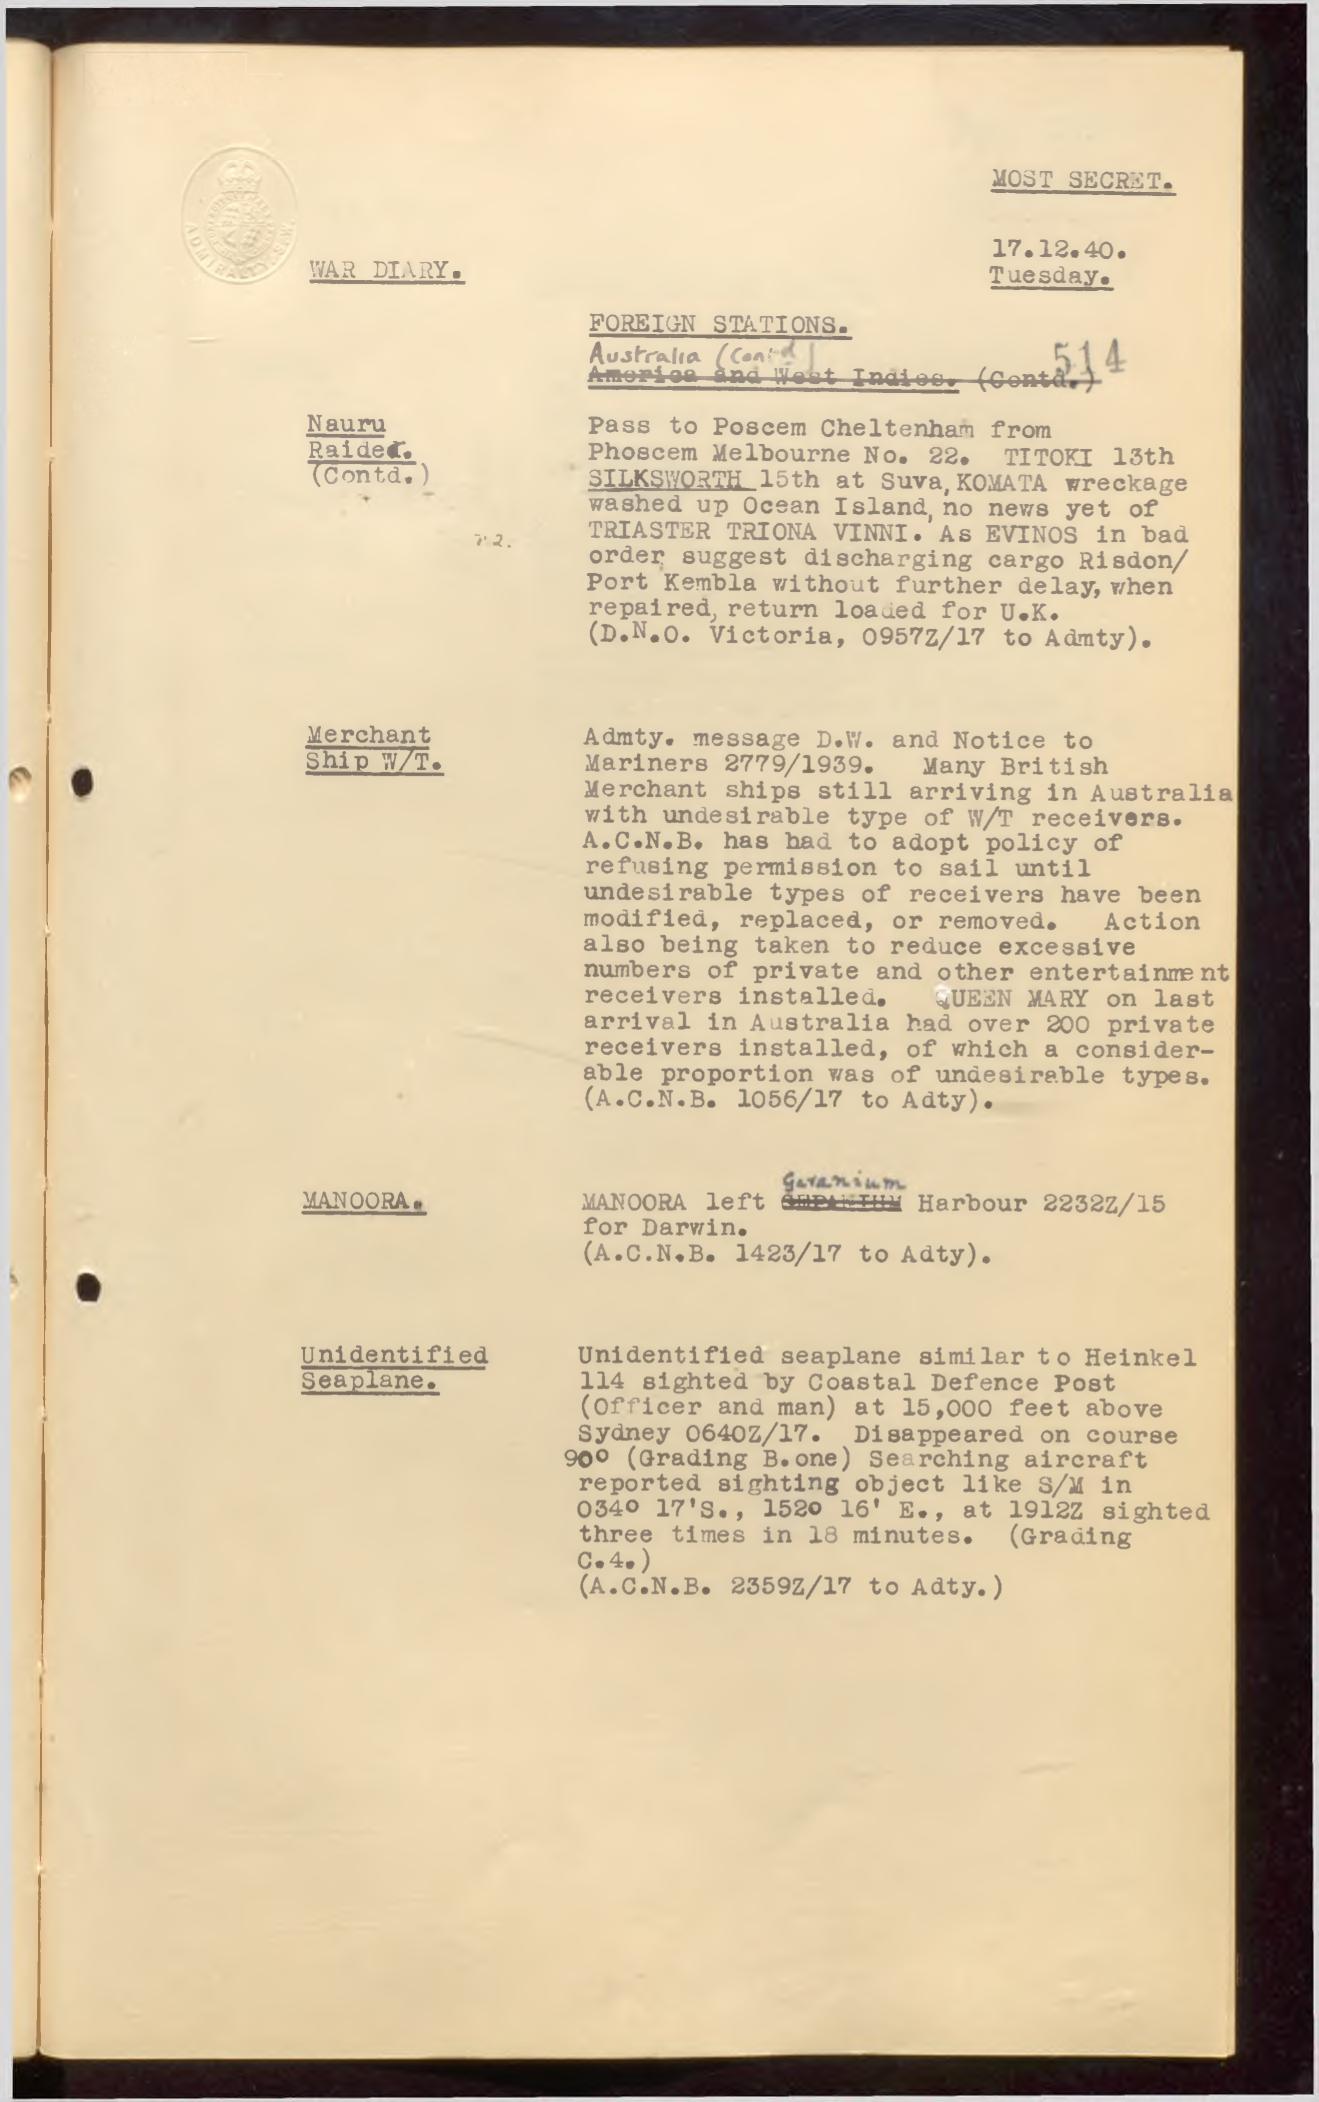 MOST SECRET.
17.12.40.
Tuesday.
WAR DIARY.
FOREIGN STATIONS.
Australia (Contd)
514
America and West Indies. (Contd.)
Nauru
Raider.
(Contd.)
Pass to Poscem Cheltenham from
Phoscem Melbourne No. 22. TITOKI 13th
SILKSWORTH 15th at Suva, KOMATA wreckage
washed up Ocean Island, no news yet of
TRIASTER TRIONA VINNI. As EVINOS in bad
order suggest discharging cargo Risdon/
Port Kembla without further delay, when
repaired, return loaded for U.K.
(D.N.O. Victoria, 0957Z/17 to Admty).
Merchant
Ship W/T.
Admty. message D.W. and Notice to
Mariners 2779/1939. Many British
Merchant ships still arriving in Australia
with undesirable type of W/T receivers.
A.C.N.B. has had to adopt policy of
refusing permission to sail until
undesirable types of receivers have been
modified, replaced, or removed. Action
also being taken to reduce excessive
numbers of private and other entertainment
receivers installed. QUEEN MARY on last
arrival in Australia had over 200 private
receivers installed, of which a consider-
able proportion was of undesirable types.
(A.C.N.B. 1056/17 to Adty).
MANOORA.
Geranium
MANOORA left Harbour 2232Z/15
for Darwin.
(A.C.N.B. 1423/17 to Adty).
Unidentified
Seaplane.
Unidentified seaplane similar to Heinkel
114 sighted by Coastal Defence Post
(Officer and man) at 15,000 feet above
Sydney 0640Z/17. Disappeared on course
90o (Grading B.one) Searching aircraft
reported sighting object like S/M in
034o 17'S., 152o 16' E., at 1912Z sighted
three times in 18 minutes. (Grading
C.4.)
(A.C.N.B. 2359Z/17 to Adty.)